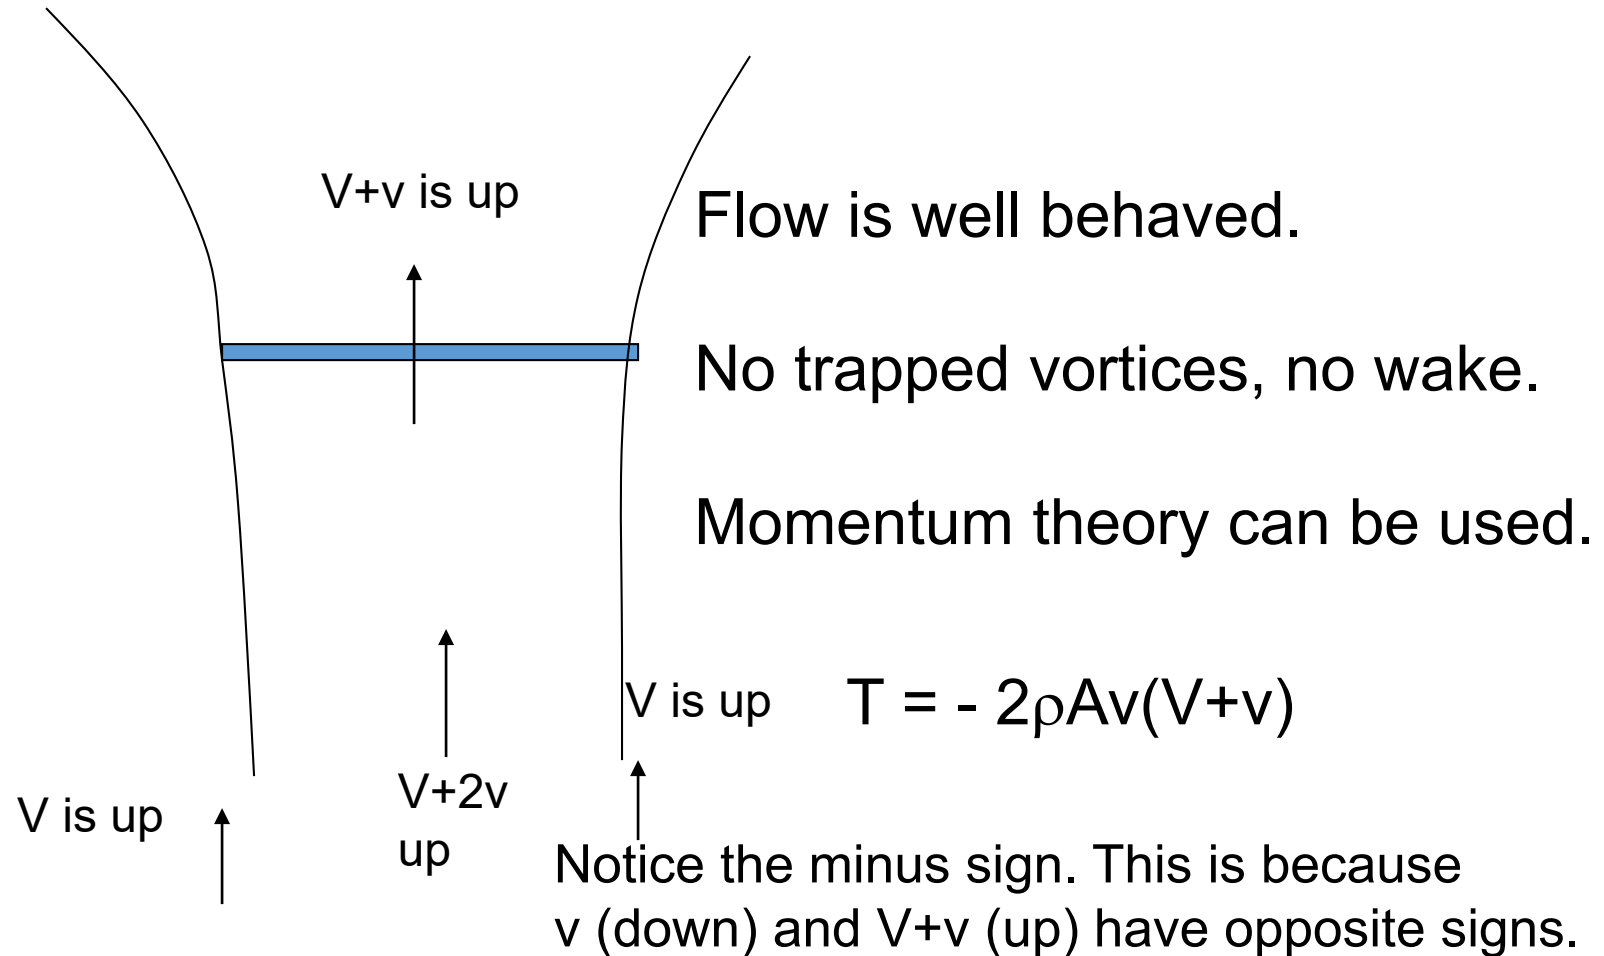 V+v is up
Flow is well behaved.
No trapped vortices, no wake.
Momentum theory can be used.
V is up
T = - 2ρAv(V+v)
V+2v
up
V is up
Notice the minus sign. This is because
v (down) and V+v (up) have opposite signs.